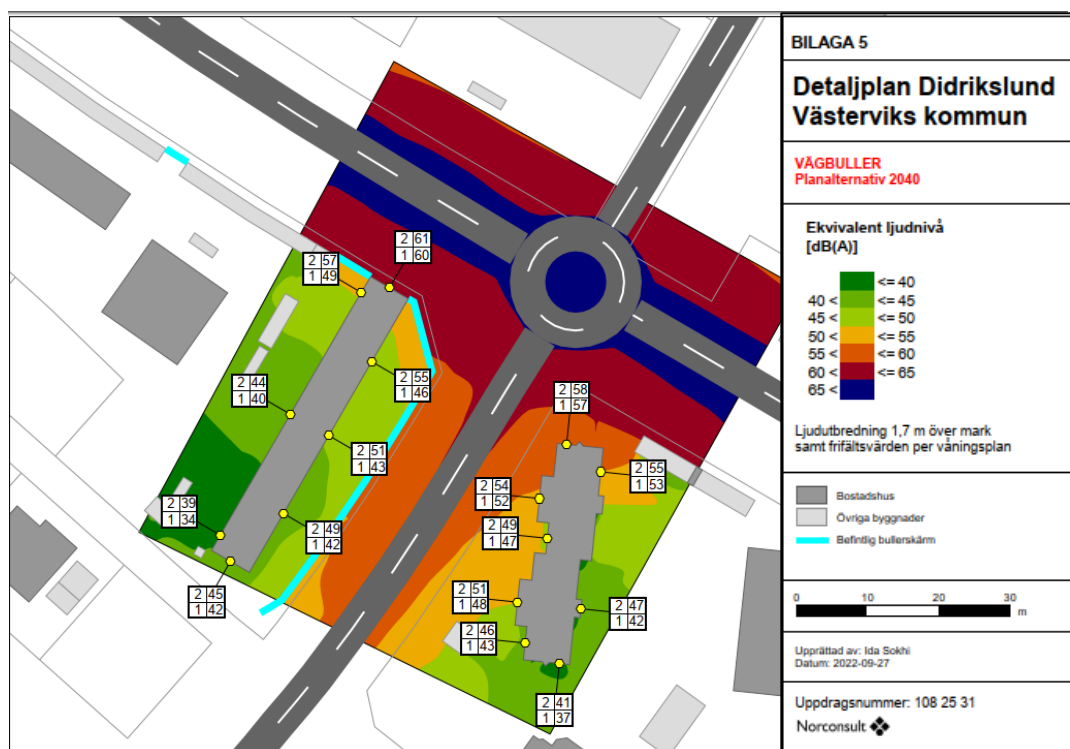 BILAGA 5
Detaljplan Didrikslund
Västerviks kommun
VÄGBULLER
Planalternativ 2040
Ekvivalent ljudnivå
[dB(A)]
<= 40
40 < <= 45
45 < <= 50
50 < <= 55
55 < <= 60
60 < <= 65
65 <
Ljudutbredning 1,7 m över mark
samt frifältsvärden per våningsplan
Bostadshus
Övriga byggnader
Befintlig bullerskärm
0 10 20 30
m
Upprättad av: Ida Sokhi
Datum: 2022-09-27
Uppdragsnummer: 108 25 31
Norconsult
2 61
1 60
2 57
1 49
2 55
1 46
2 44
1 40
2 51
1 43
2 39
1 34
2 49
1 42
2 45
1 42
2 58
1 57
2 55
1 53
2 54
1 52
2 49
1 47
2 51
1 48
2 47
1 42
2 46
1 43
2 41
1 37